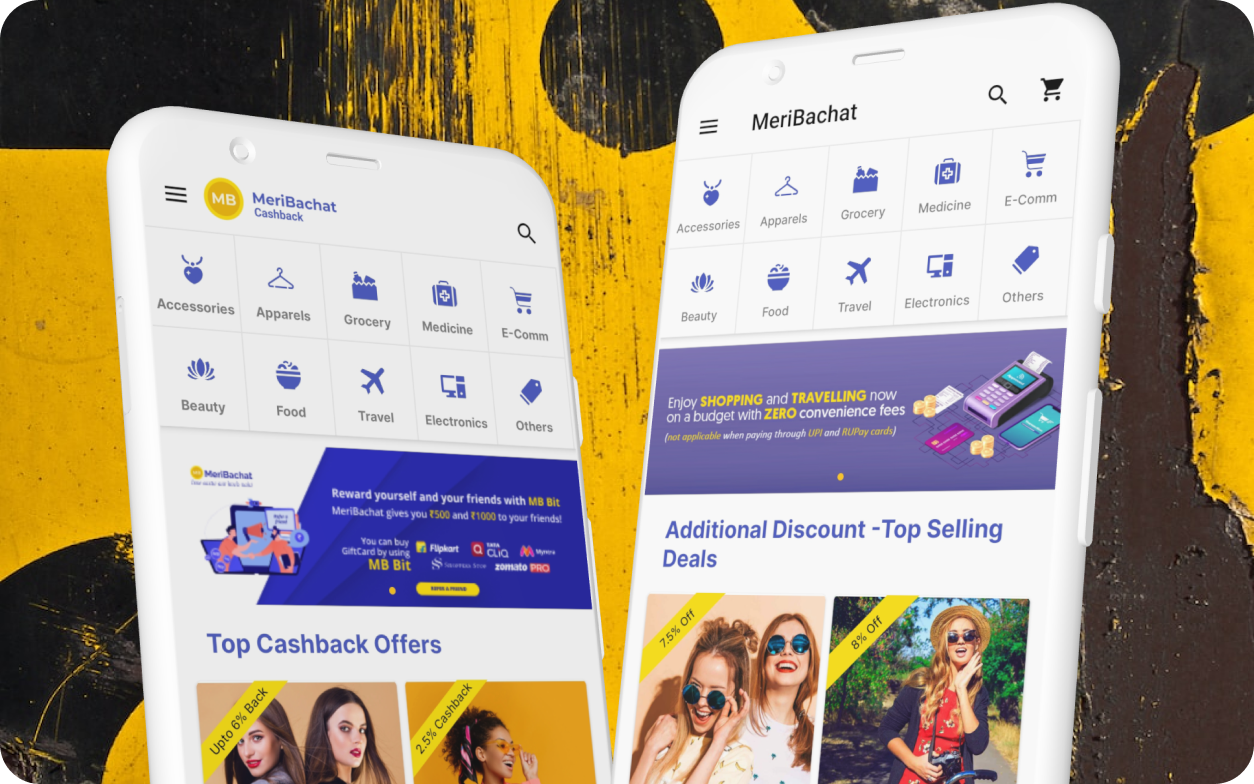 MB
MeriBachat
Cashback
Accessories
Apparels
Grocery
Medicine
E-Comm
Beauty
Food
Travel
Electronics
Others
MB MeriBachat
Reward yourself and your friends with MB Bit
MeriBachat gives you ₹500 and ₹1000 to your friends!
You can buy
GiftCard by using
MB Bit
Flipkart
TATA
CLiQ
Myntra
zomato PRO
REFER A FRIEND
Top Cashback Offers
Upto 6% Back
2.5% Cashback
MeriBachat
Accessories
Apparels
Grocery
Medicine
E-Comm
Beauty
Food
Travel
Electronics
Others
Enjoy SHOPPING and TRAVELLING now
on a budget with ZERO convenience fees
(not applicable when paying through UPI and RUPay cards)
Additional Discount -Top Selling
Deals
7.5% Off
8% Off